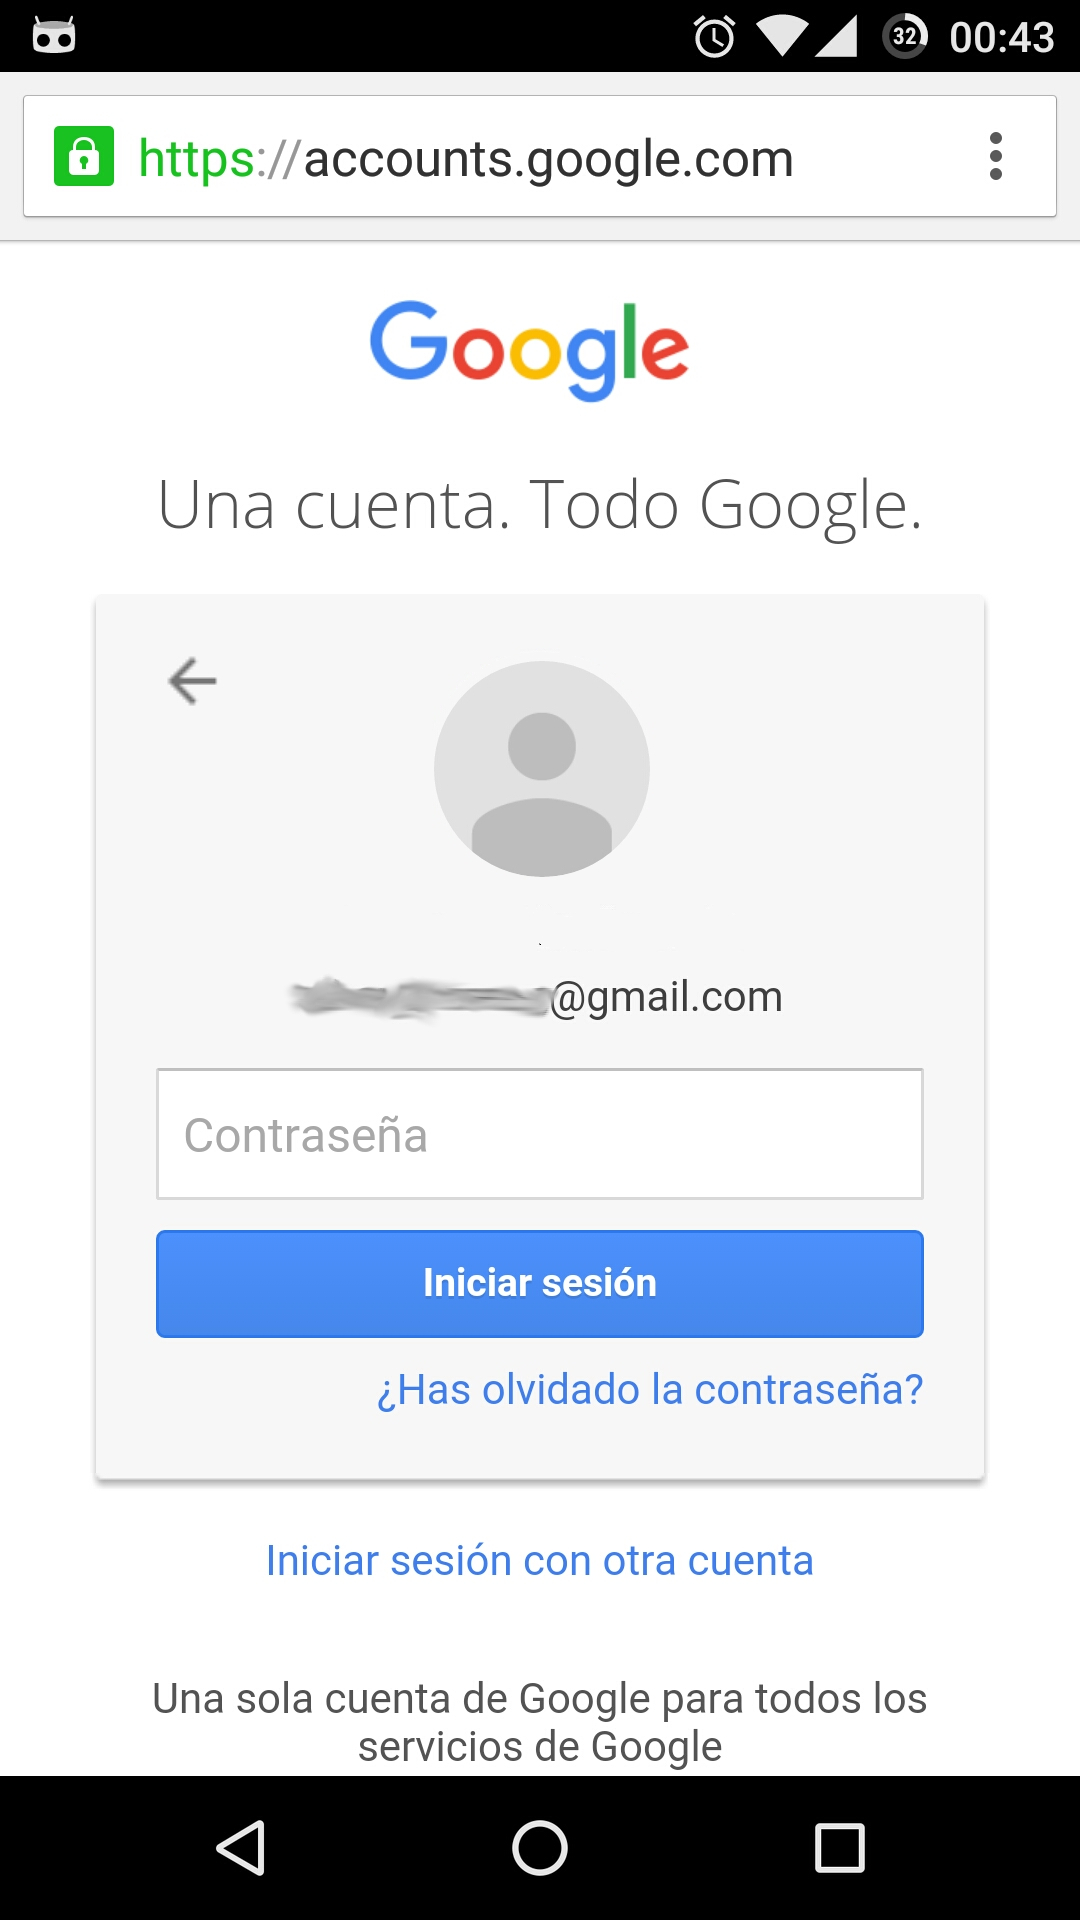 32 00:43
https://accounts.google.com
Google
Una cuenta. Todo Google.
@gmail.com
Contraseña
Iniciar sesión
¿Has olvidado la contraseña?
Iniciar sesión con otra cuenta
Una sola cuenta de Google para todos los
servicios de Google